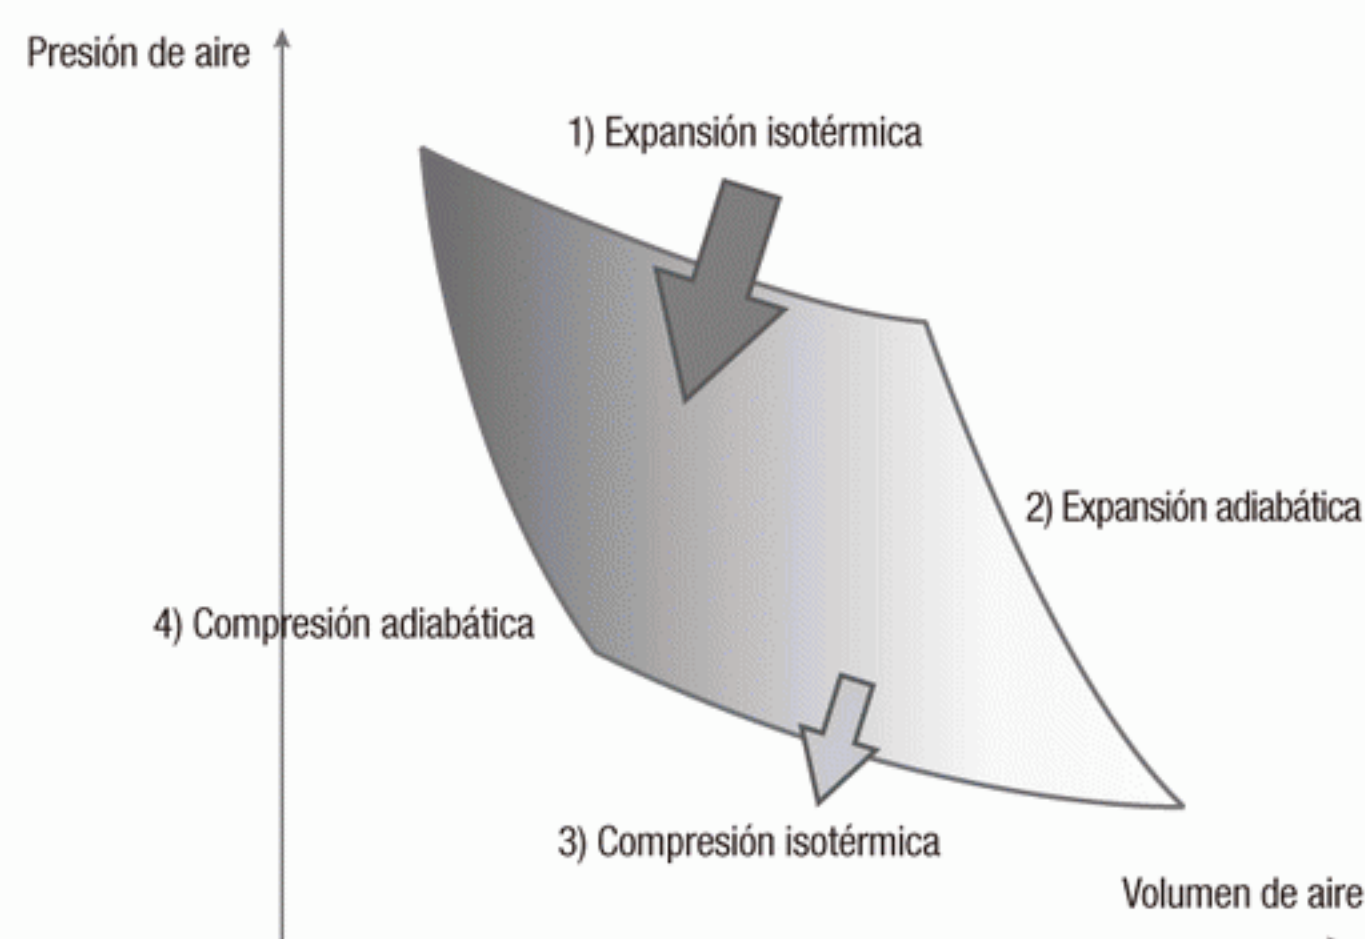 Presión de aire
1) Expansión isotérmica
2) Expansión adiabática
4) Compresión adiabática
3) Compresión isotérmica
Volumen de aire